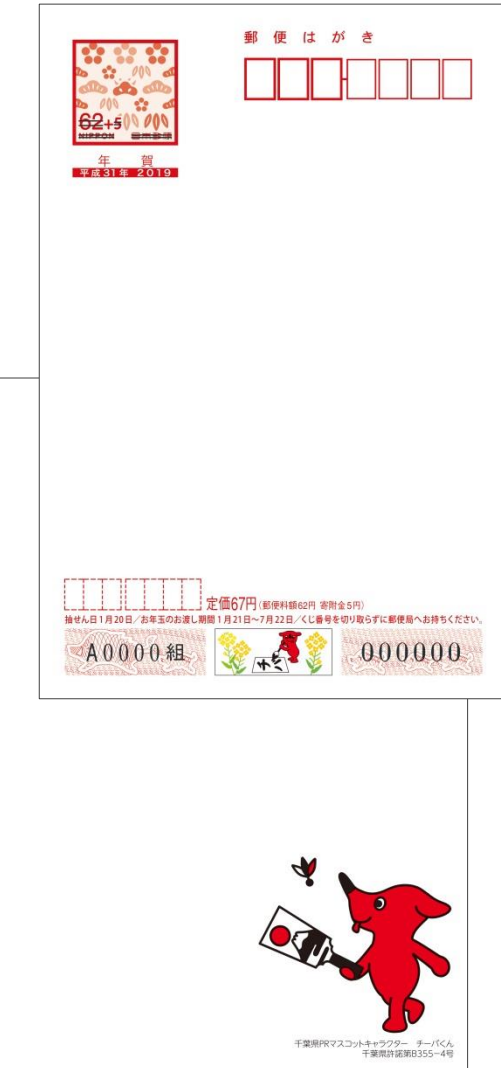 郵便はがき
62+5
NIPPON 日本郵便
年 賀
平成31年 2019
定価67円(郵便料額62円 寄附金5円)
抽せん日1月20日/お年玉のお渡し期間1月21日～7月22日/くじ番号を切り取らずに郵便局へお持ちください。
A0000組
000000
千葉県PRマスコットキャラクター チーバくん
千葉県許諾第B355-4号